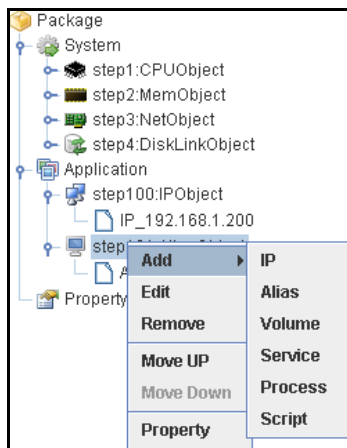 Package
System
step1:CPUObject
step2:MemObject
step3:NetObject
step4:DiskLinkObject
Application
step100:IPObject
IP_192.168.1.200
Property
Add
Edit
Remove
Move UP
Move Down
Property
IP
Alias
Volume
Service
Process
Script